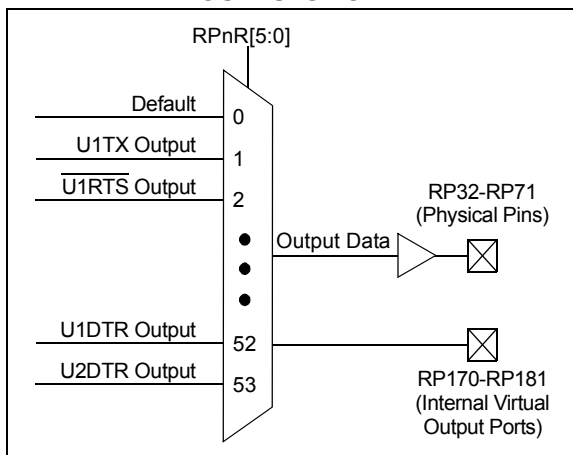 RPnR[5:0]
Default
0
U1TX Output
1
U1RTS Output
2
RP32-RP71
(Physical Pins)
Output Data
U1DTR Output
52
U2DTR Output
53
RP170-RP181
(Internal Virtual
Output Ports)